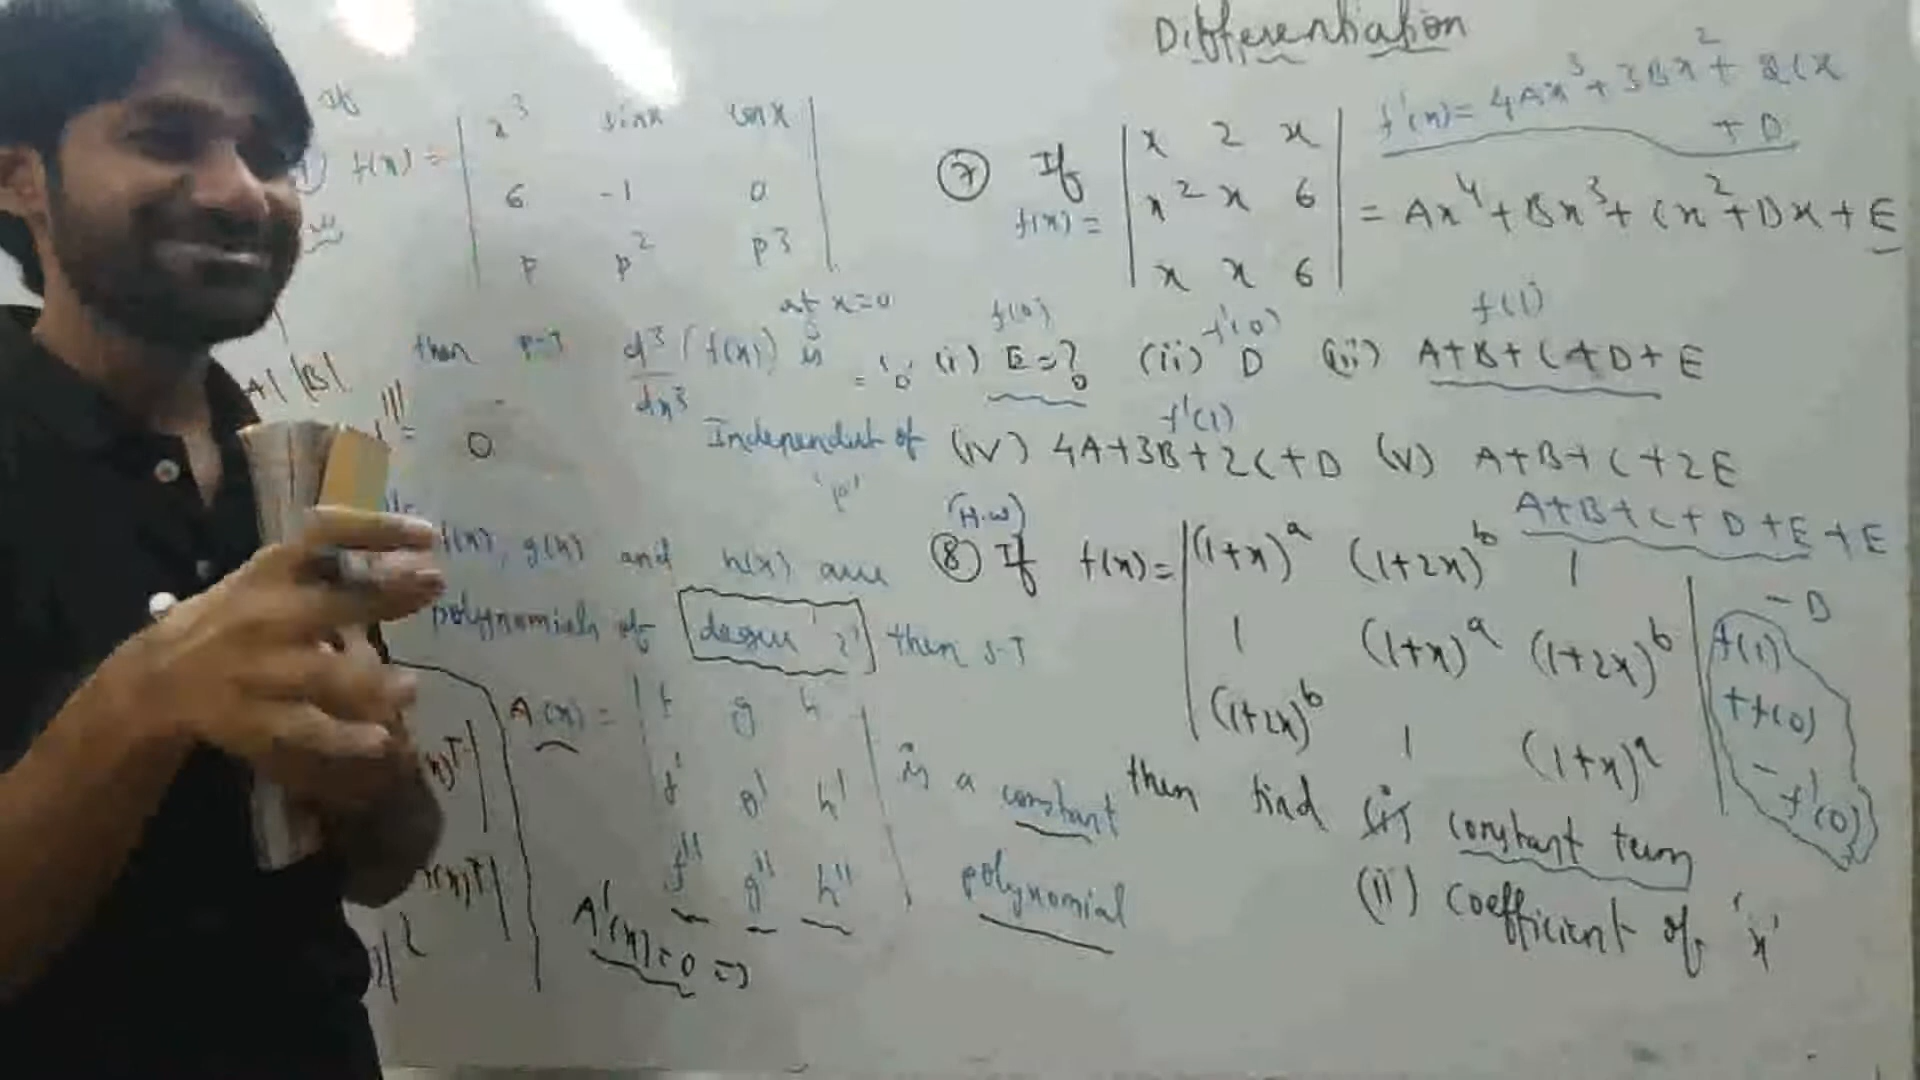 Differentiation
f(x) =
x³ sinx cosx
6 -1 0
p p² p³
at x=0
then P.T d³/dx³ (f(x)) is = '0'
Independent of
'p'
|A| |B|
0
f(x), g(x) and h(x) are
polynomials of degree '2' then S.T
A(x) =
f g h
f' g' h'
f'' g'' h''
is a constant
polynomial
A'(x) = 0 =>
⑦ If
f(x) =
x 2 x
x² x 6
x x 6
f'(x) = 4Ax³ + 3Bx² + 2Cx
+ D
= Ax⁴ + Bx³ + Cx² + Dx + E
f(0) f'(0) f(1)
(i) E = ? (ii) D (iii) A+B+C+D+E
f'(1)
(iv) 4A+3B+2C+D (v) A+B+C+2E
A+B+C+D+E+E
- D
f(1)
+f(0)
- f'(0)
(H.W)
⑧ If f(x) =
(1+x)ᵃ (1+2x)ᵇ 1
1 (1+x)ᵃ (1+2x)ᵇ
(1+2x)ᵇ 1 (1+x)ᵃ
then find (i) constant term
(ii) coefficient of 'x'